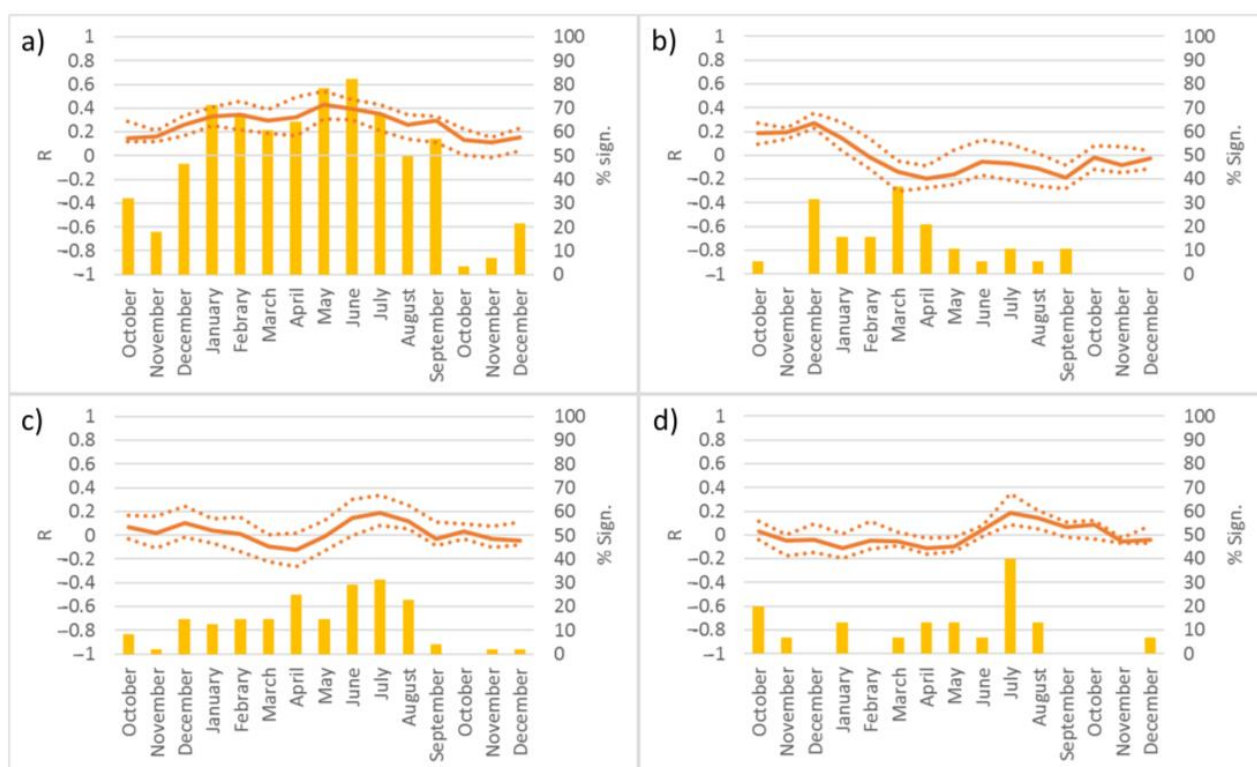 a)
R
1
0.8
0.6
0.4
0.2
0
−0.2
−0.4
−0.6
−0.8
−1
100
90
80
70
60
50
40
30
20
10
0
% sign.
October
November
December
January
Febrary
March
April
May
June
July
August
September
October
November
December
b)
R
1
0.8
0.6
0.4
0.2
0
−0.2
−0.4
−0.6
−0.8
−1
100
90
80
70
60
50
40
30
20
10
0
% Sign.
October
November
December
January
Febrary
March
April
May
June
July
August
September
October
November
December
c)
R
1
0.8
0.6
0.4
0.2
0
−0.2
−0.4
−0.6
−0.8
−1
100
90
80
70
60
50
40
30
20
10
0
% Sign.
October
November
December
January
Febrary
March
April
May
June
July
August
September
October
November
December
d)
R
1
0.8
0.6
0.4
0.2
0
−0.2
−0.4
−0.6
−0.8
−1
100
90
80
70
60
50
40
30
20
10
0
% Sign.
October
November
December
January
Febrary
March
April
May
June
July
August
September
October
November
December